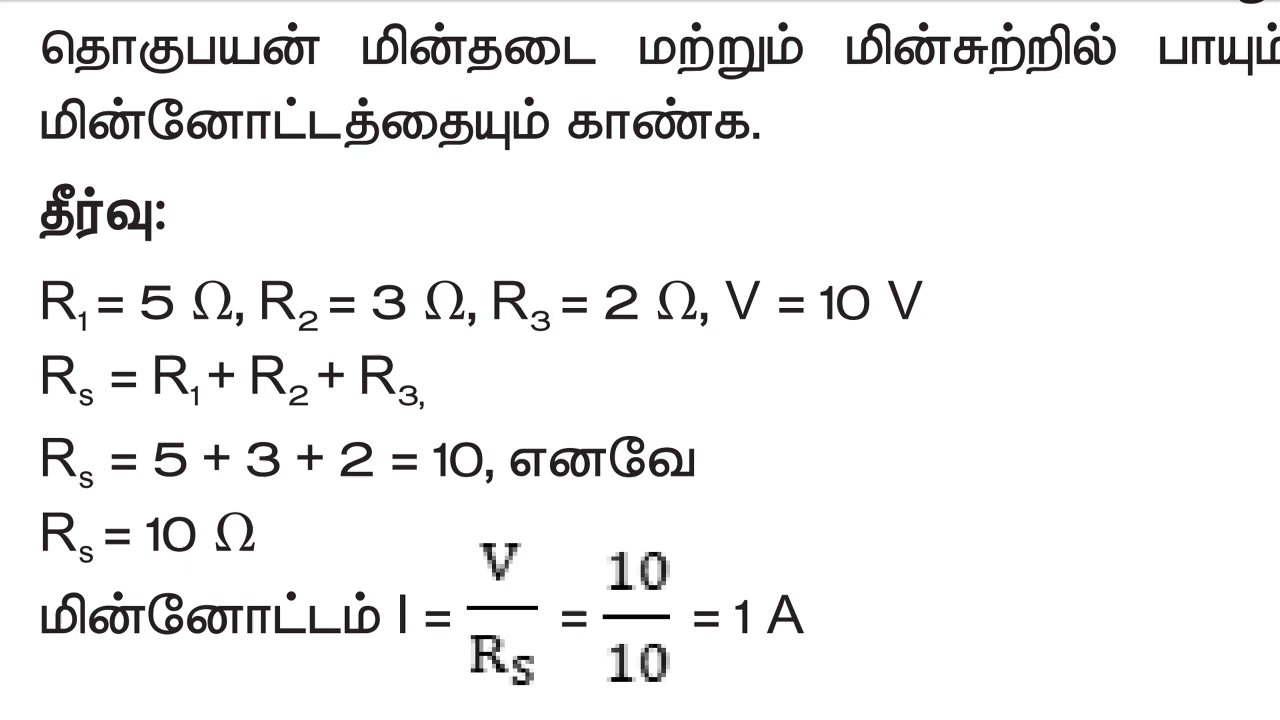 தொகுபயன் மின்தடை மற்றும் மின்சுற்றில் பாயும்
மின்னோட்டத்தையும் காண்க.
தீர்வு:
R₁ = 5 Ω, R₂ = 3 Ω, R₃ = 2 Ω, V = 10 V
Rₛ = R₁ + R₂ + R₃,
Rₛ = 5 + 3 + 2 = 10, எனவே
Rₛ = 10 Ω
மின்னோட்டம் I = V/R_S = 10/10 = 1 A